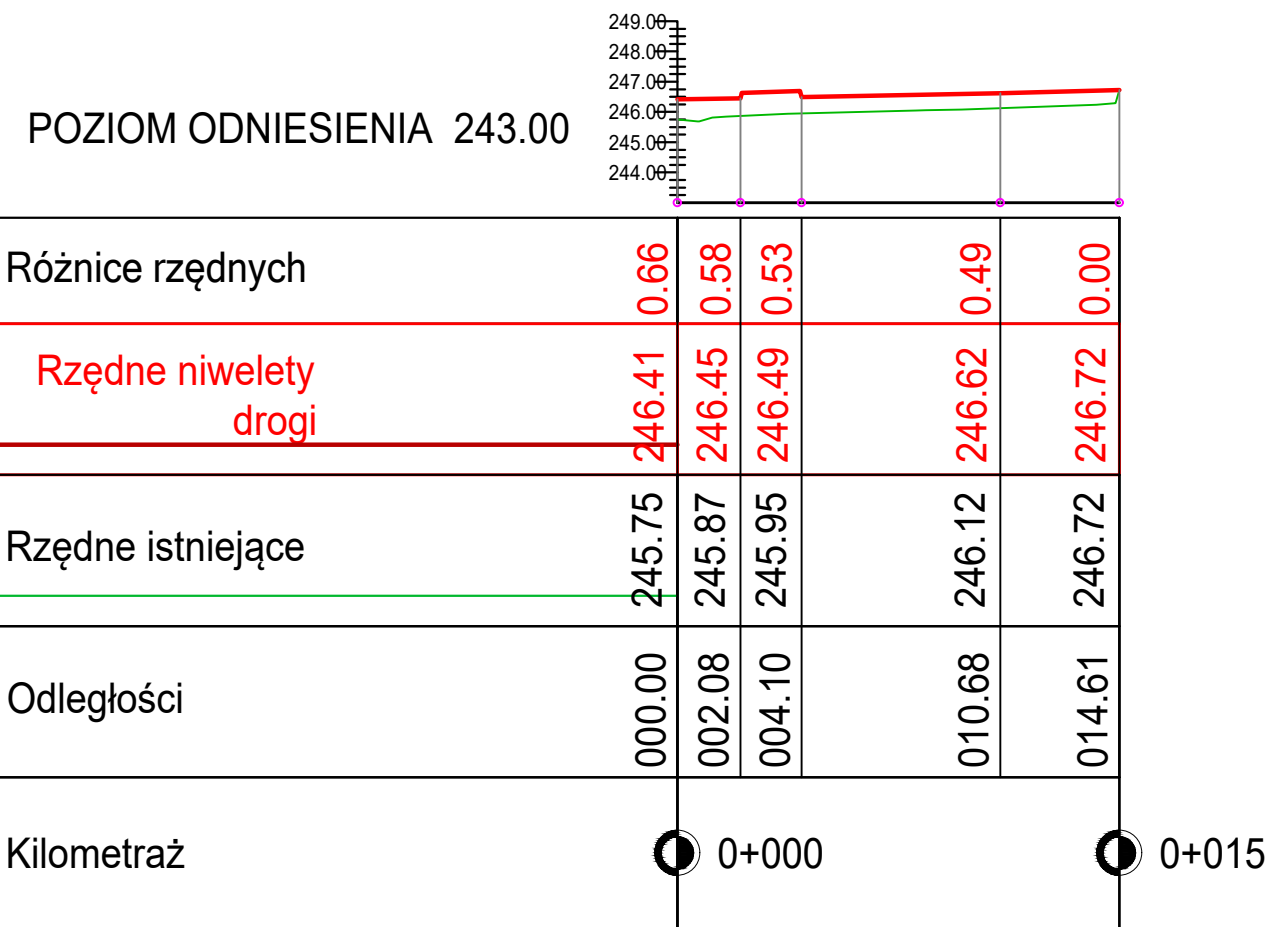 249.00
248.00
247.00
246.00
245.00
244.00
POZIOM ODNIESIENIA 243.00
Różnice rzędnych 0.66 0.58 0.53 0.49 0.00
Rzędne niwelety
drogi 246.41 246.45 246.49 246.62 246.72
Rzędne istniejące 245.75 245.87 245.95 246.12 246.72
Odległości 000.00 002.08 004.10 010.68 014.61
Kilometraż 0+000 0+015